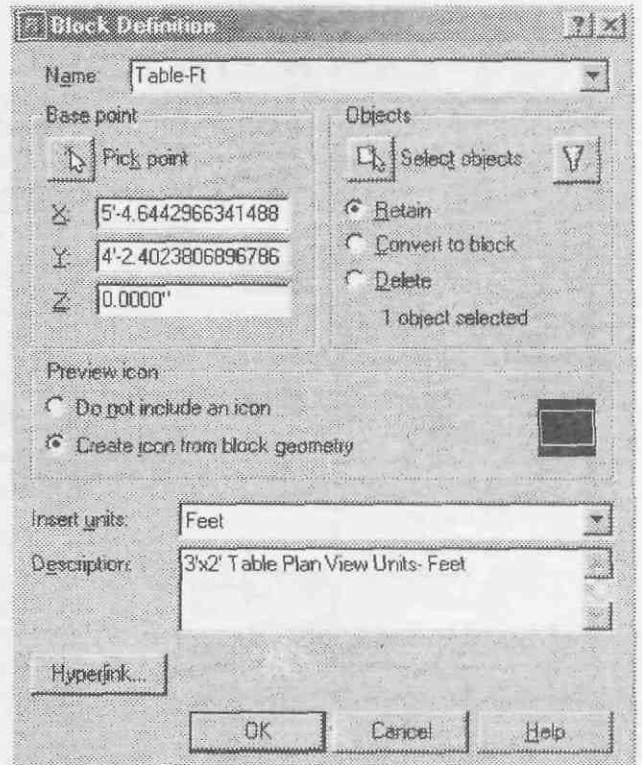 Block Definition
Name: Table-Ft
Base point
Pick point
X: 5'-4.6442966341488
Y: 4'-2.4023806896786
Z: 0.0000"
Objects
Select objects
Retain
Convert to block
Delete
1 object selected
Preview icon
Do not include an icon
Create icon from block geometry
Insert units: Feet
Description: 3'x2' Table Plan View Units- Feet
Hyperlink...
OK Cancel Help